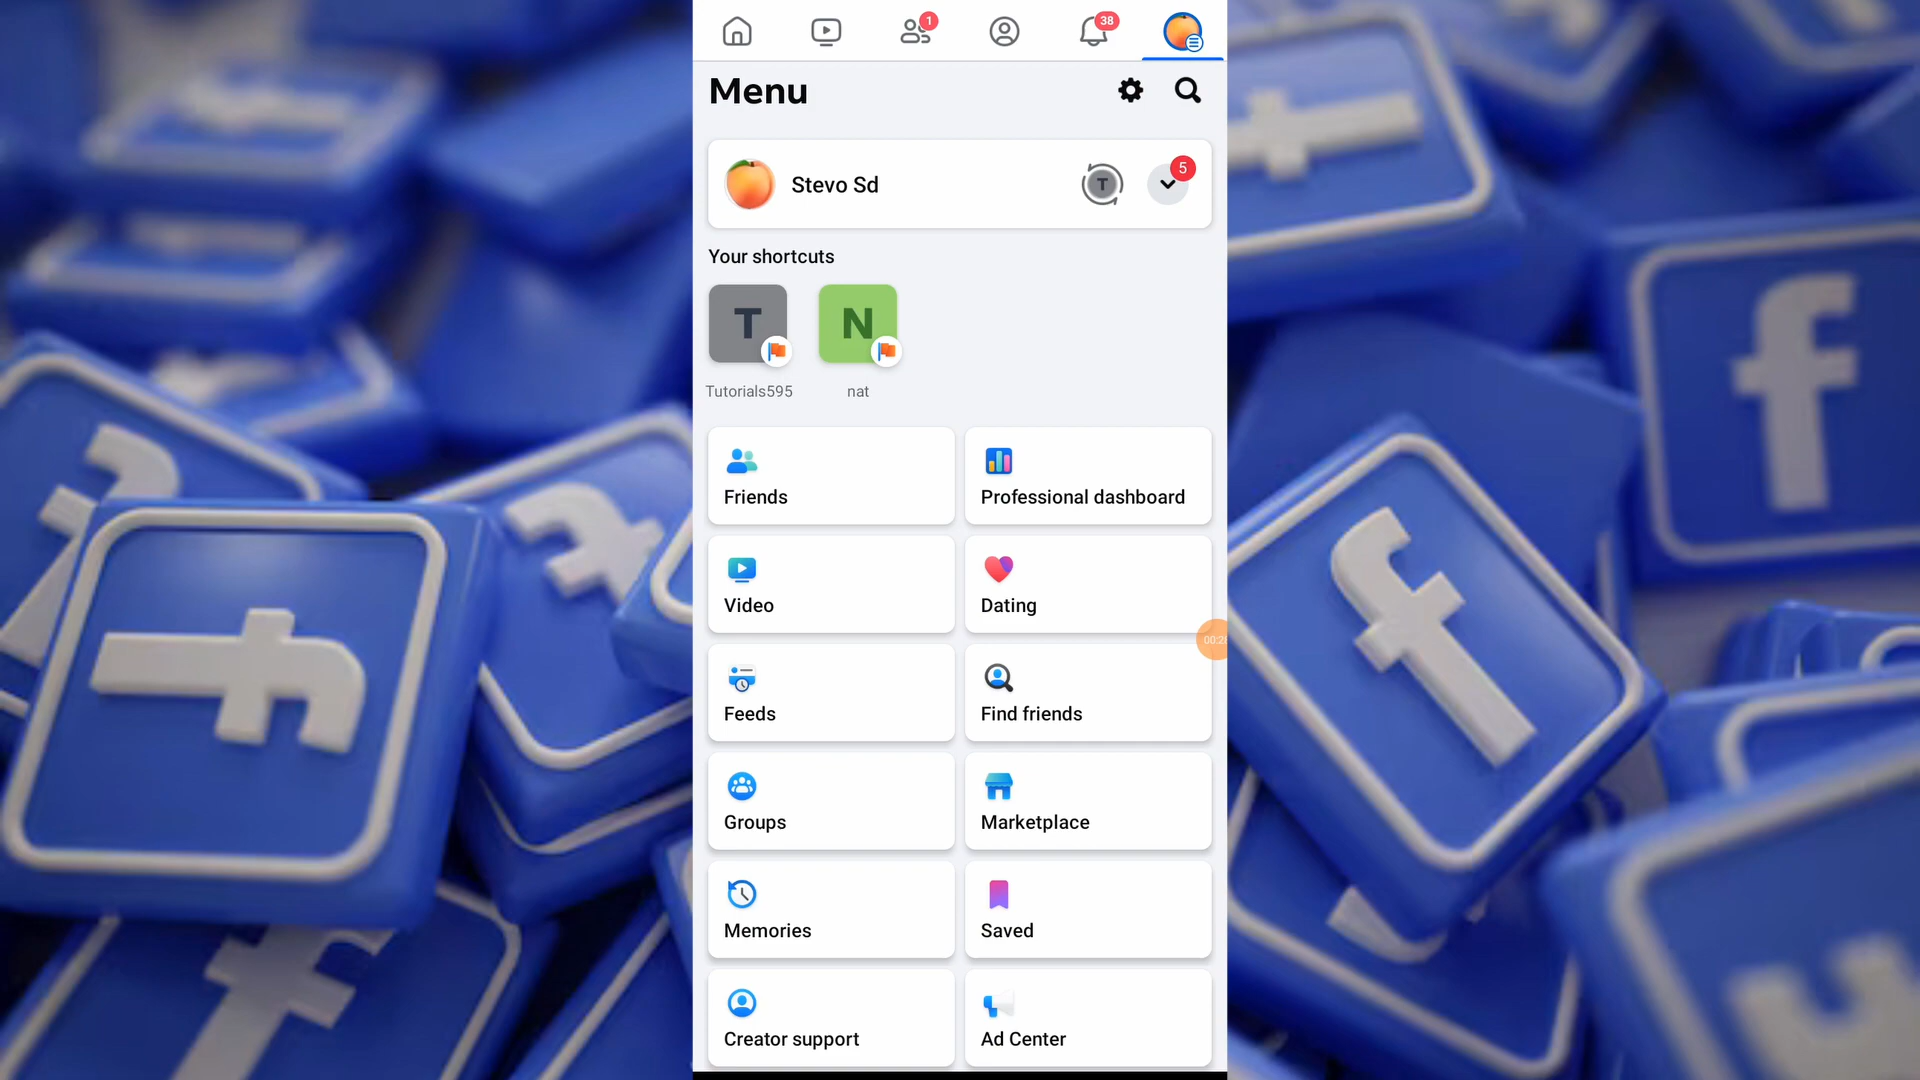 1
38
Menu
Stevo Sd
T
5
Your shortcuts
T
N
Tutorials595
nat
Friends
Professional dashboard
Video
Dating
Feeds
Find friends
Groups
Marketplace
Memories
Saved
Creator support
Ad Center
f
f
f
f
f
f